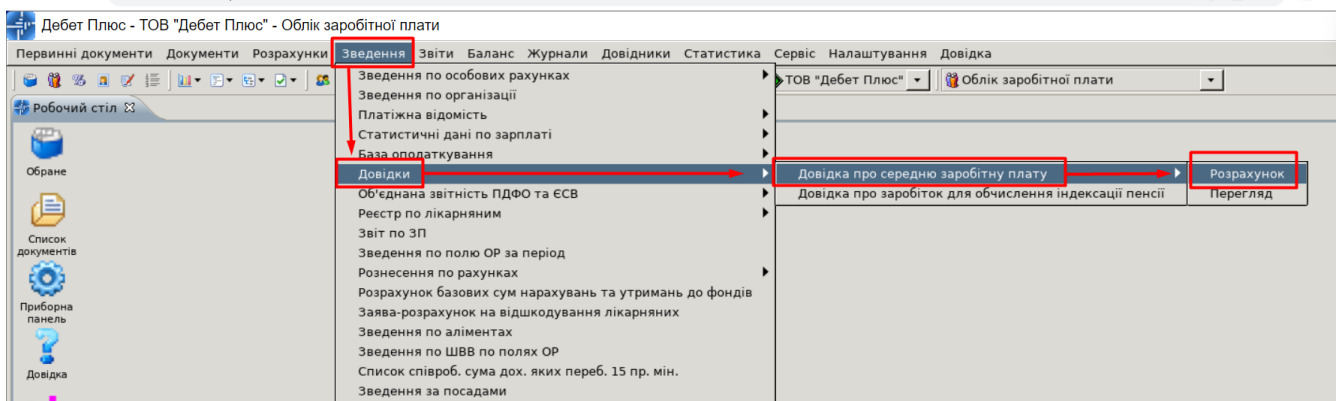 Дебет Плюс - ТОВ "Дебет Плюс" - Облік заробітної плати
Первинні документи Документи Розрахунки Зведення Звіти Баланс Журнали Довідники Статистика Сервіс Налаштування Довідка
ТОВ "Дебет Плюс" Облік заробітної плати
Робочий стіл
Обране
Список документів
Приборна панель
Довідка
Зведення по особових рахунках
Зведення по організації
Платіжна відомість
Статистичні дані по зарплаті
База оподаткування
Довідки
Об'єднана звітність ПДФО та ЄСВ
Реєстр по лікарняним
Звіт по ЗП
Зведення по полю ОР за період
Рознесення по рахунках
Розрахунок базових сум нарахувань та утримань до фондів
Заява-розрахунок на відшкодування лікарняних
Зведення по аліментах
Зведення по ШВВ по полях ОР
Список співроб. сума дох. яких переб. 15 пр. мін.
Зведення за посадами
Довідка про середню заробітну плату
Довідка про заробіток для обчислення індексації пенсії
Розрахунок
Перегляд